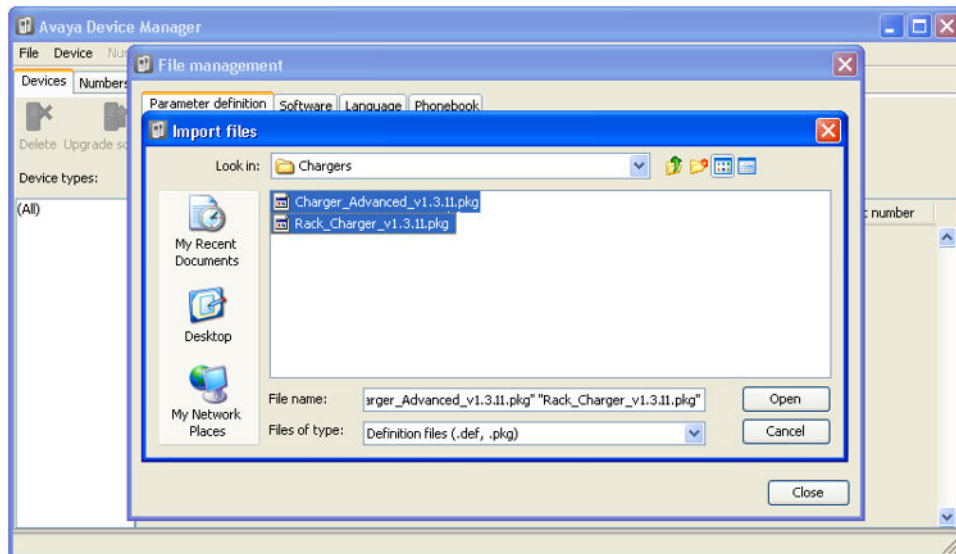 Avaya Device Manager
File Device
File management
Devices Numbers
Parameter definition Software Language Phonebook
Import files
Delete Upgrade
Look in: Chargers
Device types:
(All)
Charger_Advanced_v1.3.11.pkg
Rack_Charger_v1.3.11.pkg
number
My Recent
Documents
Desktop
My Network
Places
File name: arger_Advanced_v1.3.11.pkg" "Rack_Charger_v1.3.11.pkg"
Open
Files of type: Definition files (.def, .pkg)
Cancel
Close